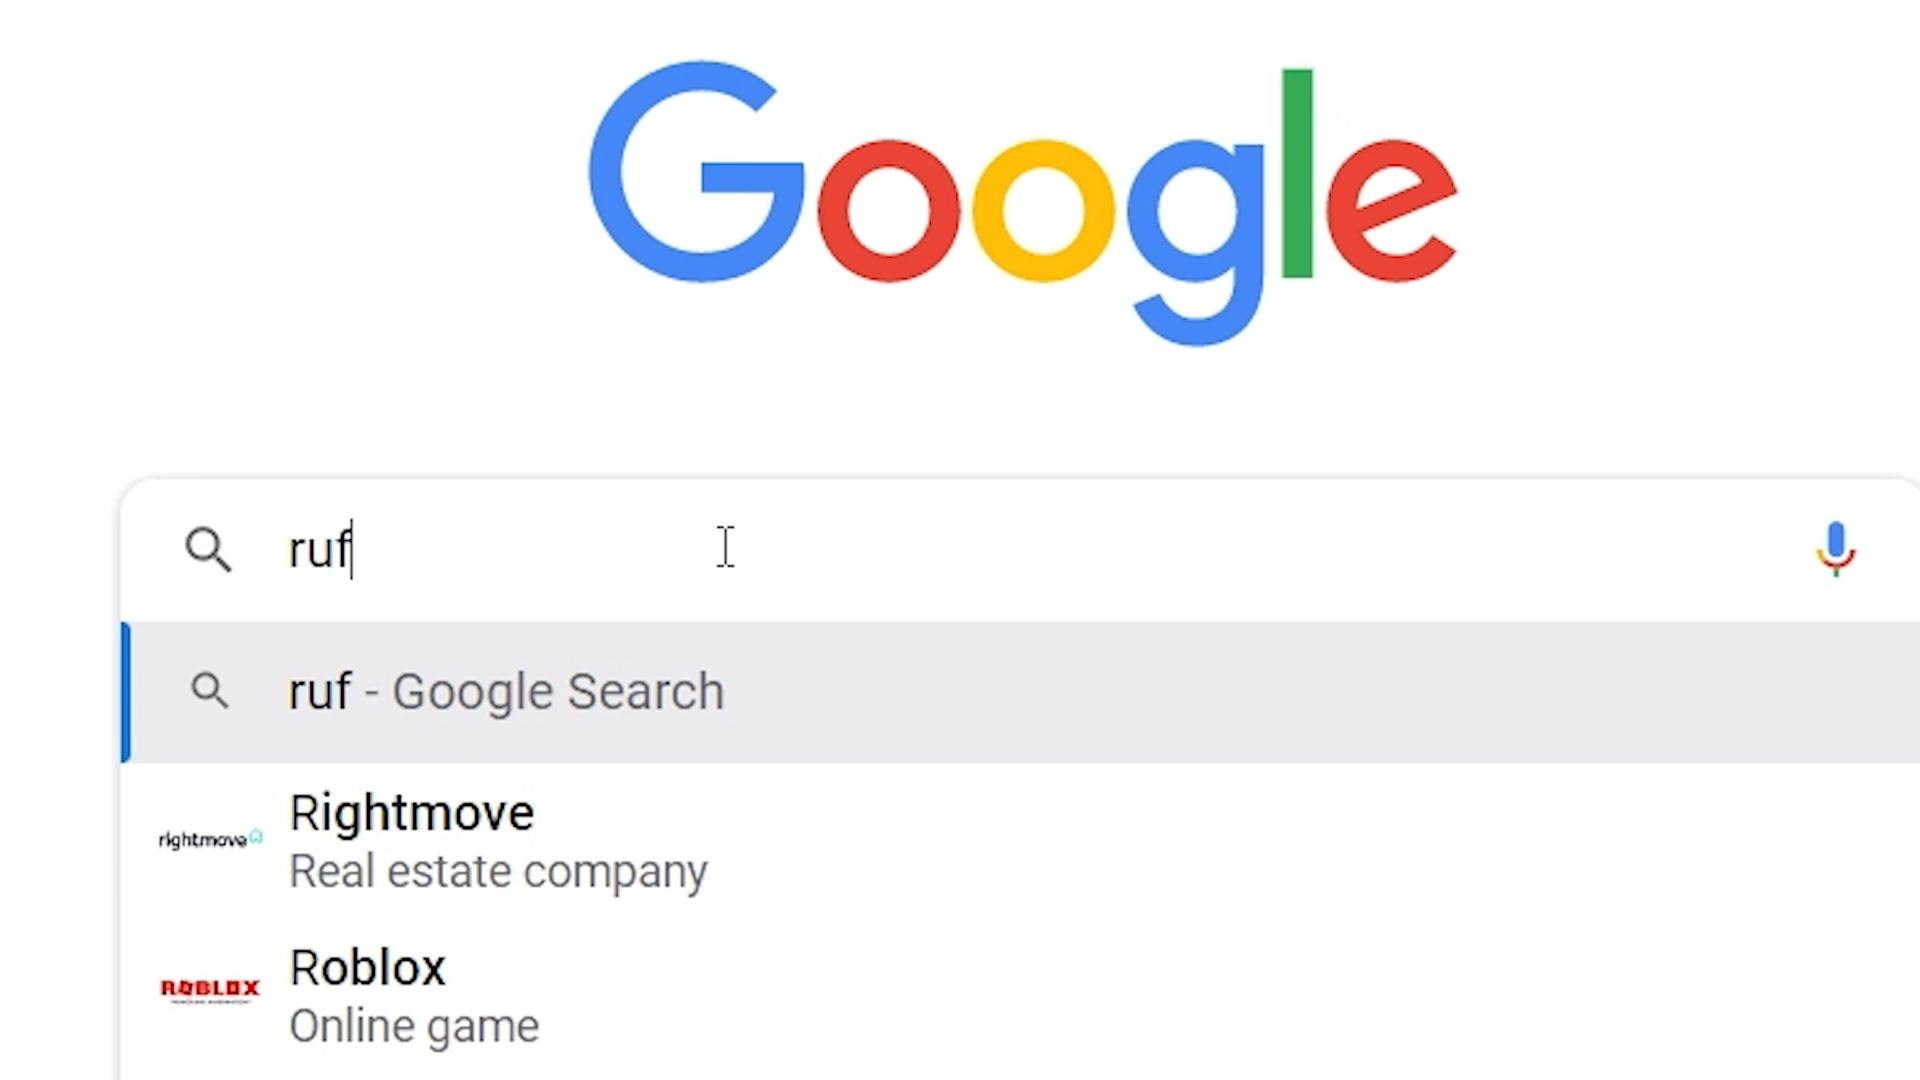 Google
ruf
ruf - Google Search
Rightmove
rightmove
Real estate company
Roblox
ROBLOX
Online game